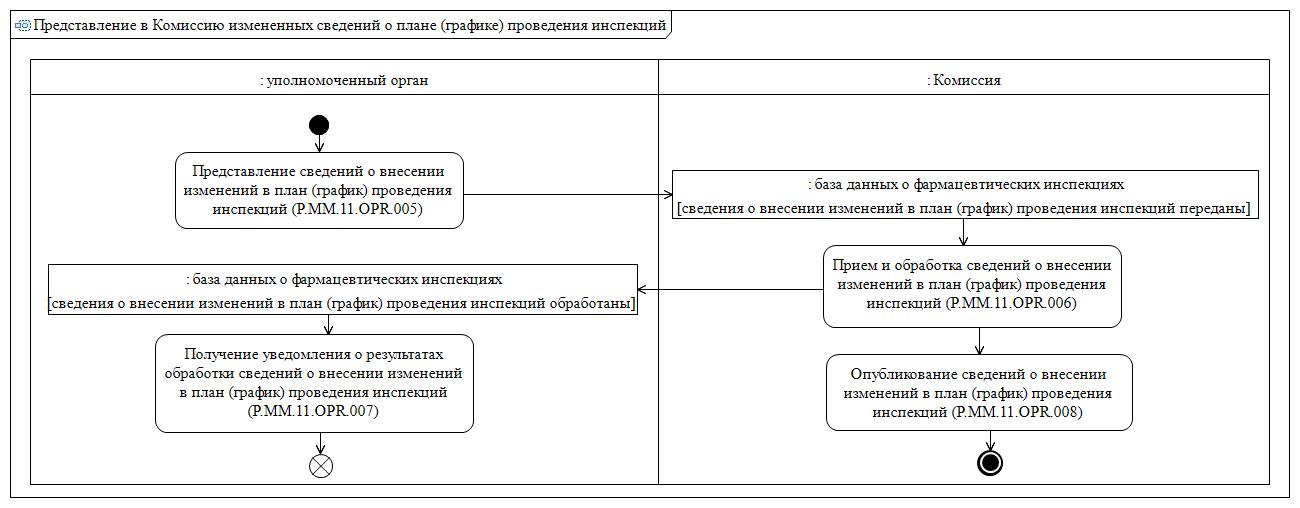 Представление в Комиссию измененных сведений о плане (графике) проведения инспекций
: уполномоченный орган
: Комиссия
Представление сведений о внесении
изменений в план (график) проведения
инспекций (P.MM.11.OPR.005)
: база данных о фармацевтических инспекциях
[сведения о внесении изменений в план (график) проведения инспекций переданы]
Прием и обработка сведений о внесении
изменений в план (график) проведения
инспекций (P.MM.11.OPR.006)
: база данных о фармацевтических инспекциях
[сведения о внесении изменений в план (график) проведения инспекций обработаны]
Получение уведомления о результатах
обработки сведений о внесении изменений
в план (график) проведения инспекций
(P.MM.11.OPR.007)
Опубликование сведений о внесении
изменений в план (график) проведения
инспекций (P.MM.11.OPR.008)